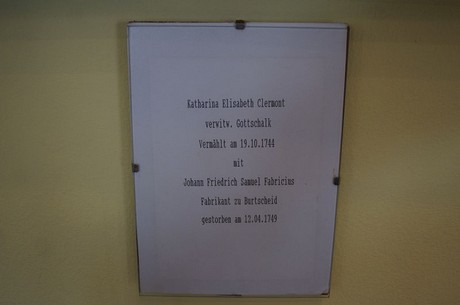 Katharina Elisabeth Clermont
verwitw. Gottschalk
Vermählt am 19.10.1744
mit
Johann Friedrich Samuel Fabricius
Fabrikant zu Burtscheid
gestorben am 12.04.1749